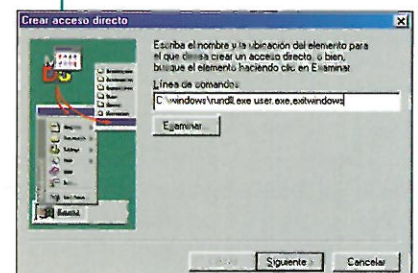 Crear acceso directo
Escriba el nombre y la ubicación del elemento para
el que desea crear un acceso directo, o bien,
busque el elemento haciendo clic en Examinar.
Línea de comandos:
C:\windows\rundll.exe user.exe,exitwindows
Examinar...
Siguiente >
Cancelar